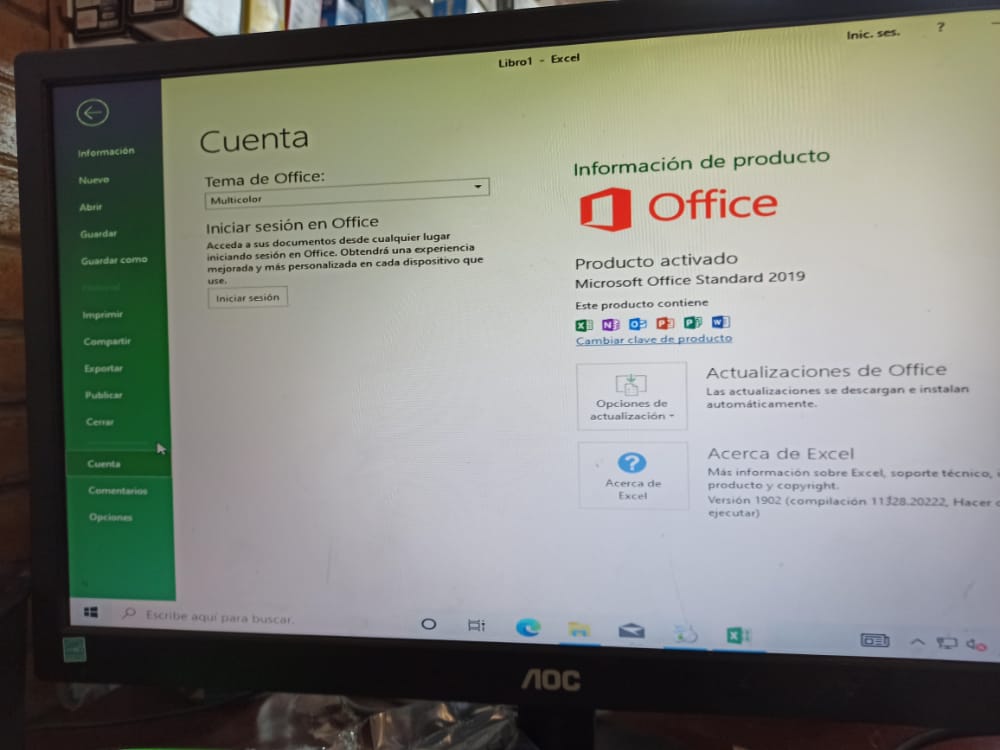 Libro1 - Excel
Inic. ses.
?
Información
Nuevo
Abrir
Guardar
Guardar como
Imprimir
Compartir
Exportar
Publicar
Cerrar
Cuenta
Comentarios
Opciones
Cuenta
Tema de Office:
Multicolor
Iniciar sesión en Office
Acceda a sus documentos desde cualquier lugar
iniciando sesión en Office. Obtendrá una experiencia
mejorada y más personalizada en cada dispositivo que
use.
Iniciar sesión
Información de producto
Office
Producto activado
Microsoft Office Standard 2019
Este producto contiene
Cambiar clave de producto
Opciones de
actualización
Actualizaciones de Office
Las actualizaciones se descargan e instalan
automáticamente.
?
Acerca de
Excel
Acerca de Excel
Más información sobre Excel, soporte técnico,
producto y copyright.
Versión 1902 (compilación 11328.20222, Hacer
ejecutar)
Escribe aquí para buscar.
AOC